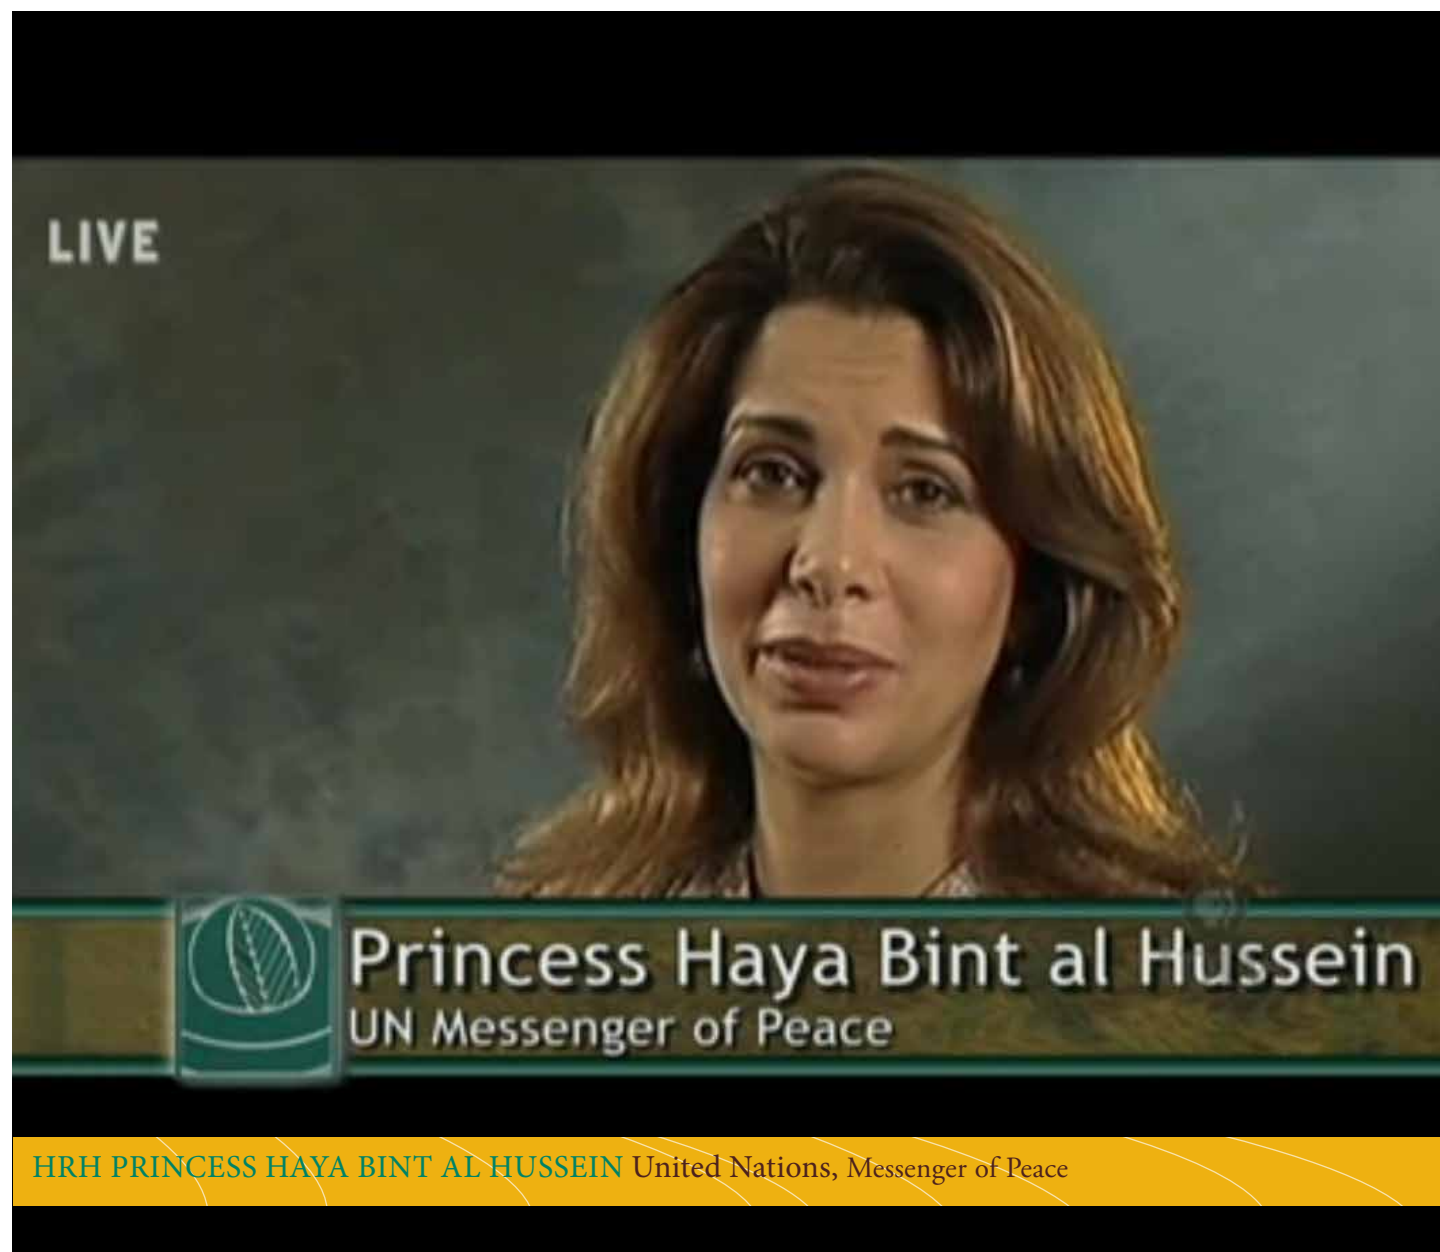 LIVE
Princess Haya Bint al Hussein
UN Messenger of Peace
HRH PRINCESS HAYA BINT AL HUSSEIN United Nations, Messenger of Peace